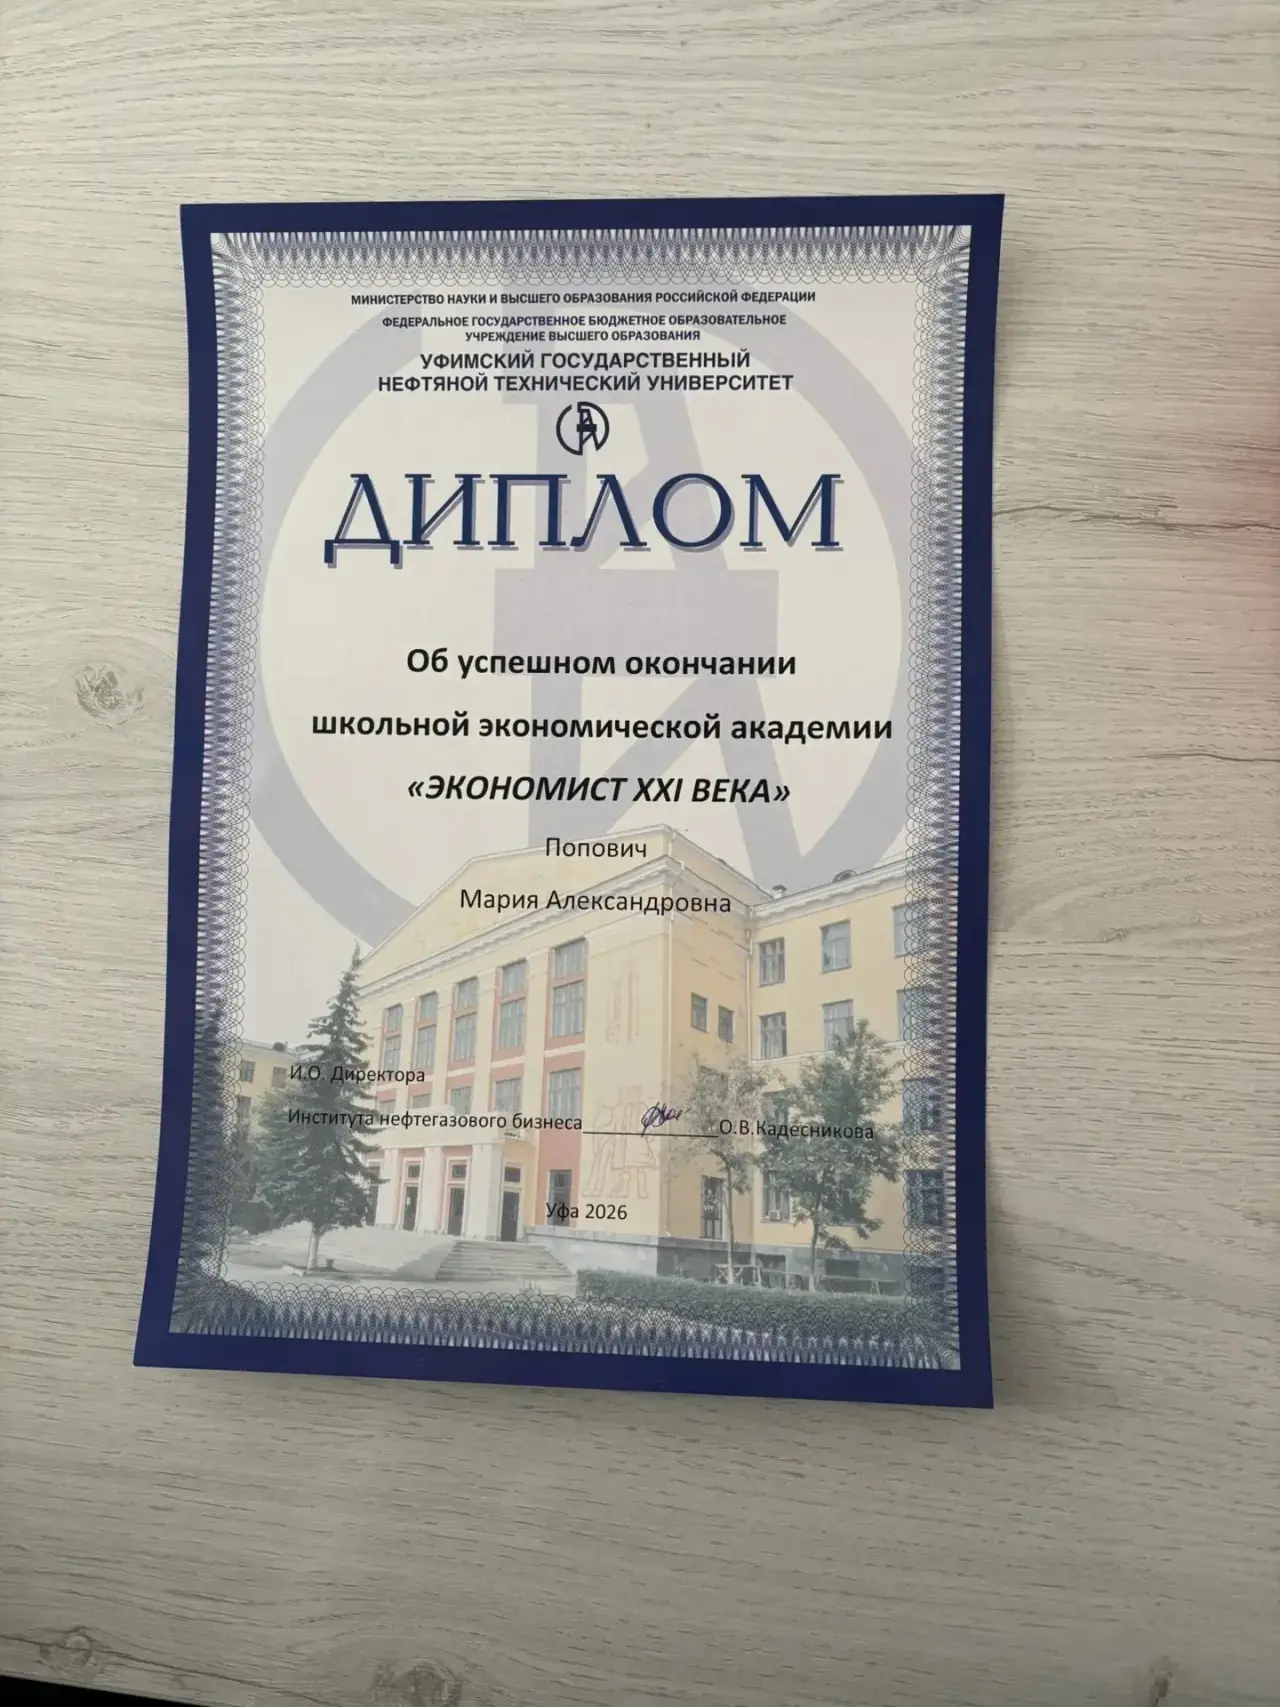 МИНИСТЕРСТВО НАУКИ И ВЫСШЕГО ОБРАЗОВАНИЯ РОССИЙСКОЙ ФЕДЕРАЦИИ
ФЕДЕРАЛЬНОЕ ГОСУДАРСТВЕННОЕ БЮДЖЕТНОЕ ОБРАЗОВАТЕЛЬНОЕ
УЧРЕЖДЕНИЕ ВЫСШЕГО ОБРАЗОВАНИЯ
УФИМСКИЙ ГОСУДАРСТВЕННЫЙ
НЕФТЯНОЙ ТЕХНИЧЕСКИЙ УНИВЕРСИТЕТ
ДИПЛОМ
Об успешном окончании
школьной экономической академии
«ЭКОНОМИСТ XXI ВЕКА»
Попович
Мария Александровна
И.О. Директора
Института нефтегазового бизнеса____________О.В.Кадесникова
Уфа 2026